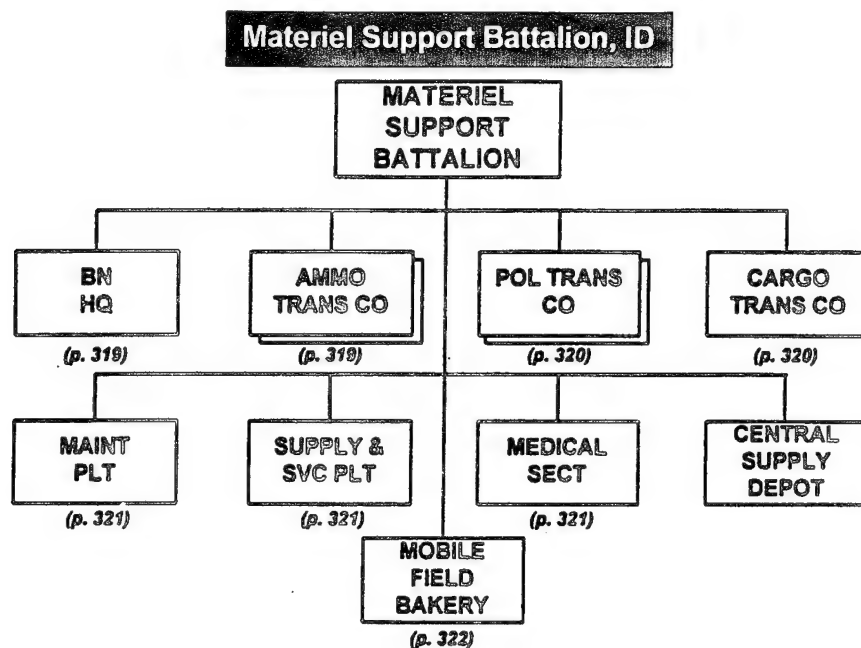 Materiel Support Battalion, ID
MATERIEL
SUPPORT
BATTALION
BN
HQ
(p. 319)
AMMO
TRANS CO
(p. 319)
POL TRANS
CO
(p. 320)
CARGO
TRANS CO
(p. 320)
MAINT
PLT
(p. 321)
SUPPLY &
SVC PLT
(p. 321)
MEDICAL
SECT
(p. 321)
CENTRAL
SUPPLY
DEPOT
MOBILE
FIELD
BAKERY
(p. 322)